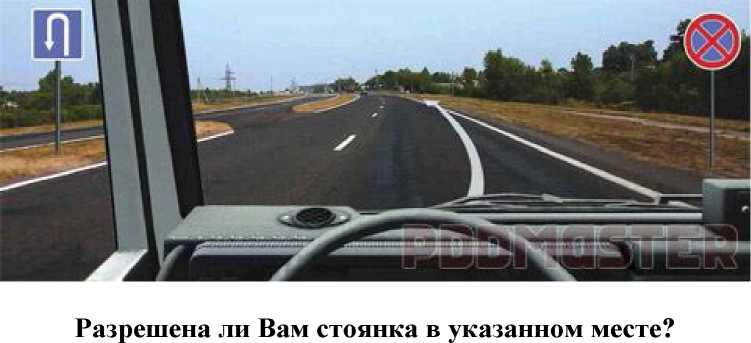 PDDMASTER
Разрешена ли Вам стоянка в указанном месте?